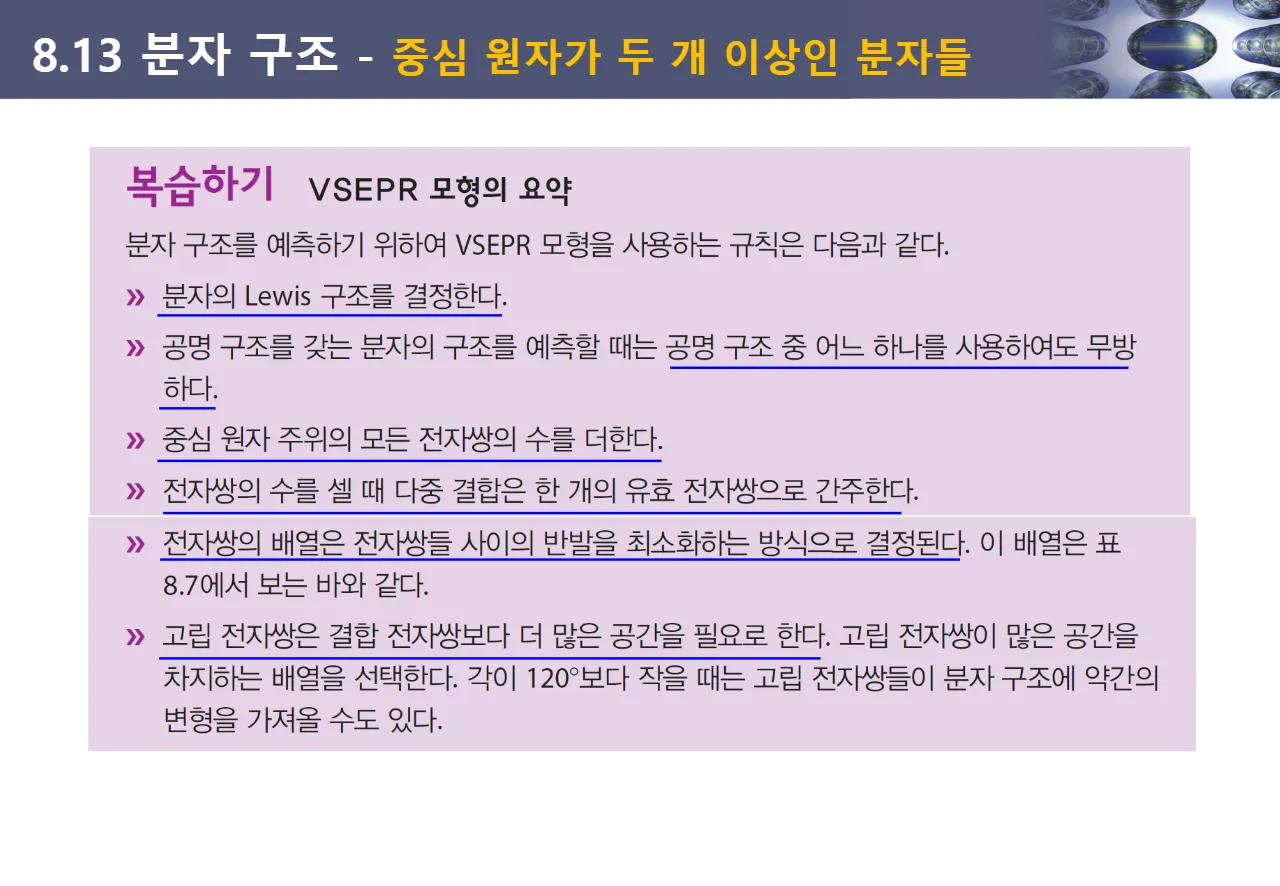 8.13 분자 구조 - 중심 원자가 두 개 이상인 분자들
복습하기 VSEPR 모형의 요약
분자 구조를 예측하기 위하여 VSEPR 모형을 사용하는 규칙은 다음과 같다.
» 분자의 Lewis 구조를 결정한다.
» 공명 구조를 갖는 분자의 구조를 예측할 때는 공명 구조 중 어느 하나를 사용하여도 무방
하다.
» 중심 원자 주위의 모든 전자쌍의 수를 더한다.
» 전자쌍의 수를 셀 때 다중 결합은 한 개의 유효 전자쌍으로 간주한다.
» 전자쌍의 배열은 전자쌍들 사이의 반발을 최소화하는 방식으로 결정된다. 이 배열은 표
8.7에서 보는 바와 같다.
» 고립 전자쌍은 결합 전자쌍보다 더 많은 공간을 필요로 한다. 고립 전자쌍이 많은 공간을
차지하는 배열을 선택한다. 각이 120°보다 작을 때는 고립 전자쌍들이 분자 구조에 약간의
변형을 가져올 수도 있다.